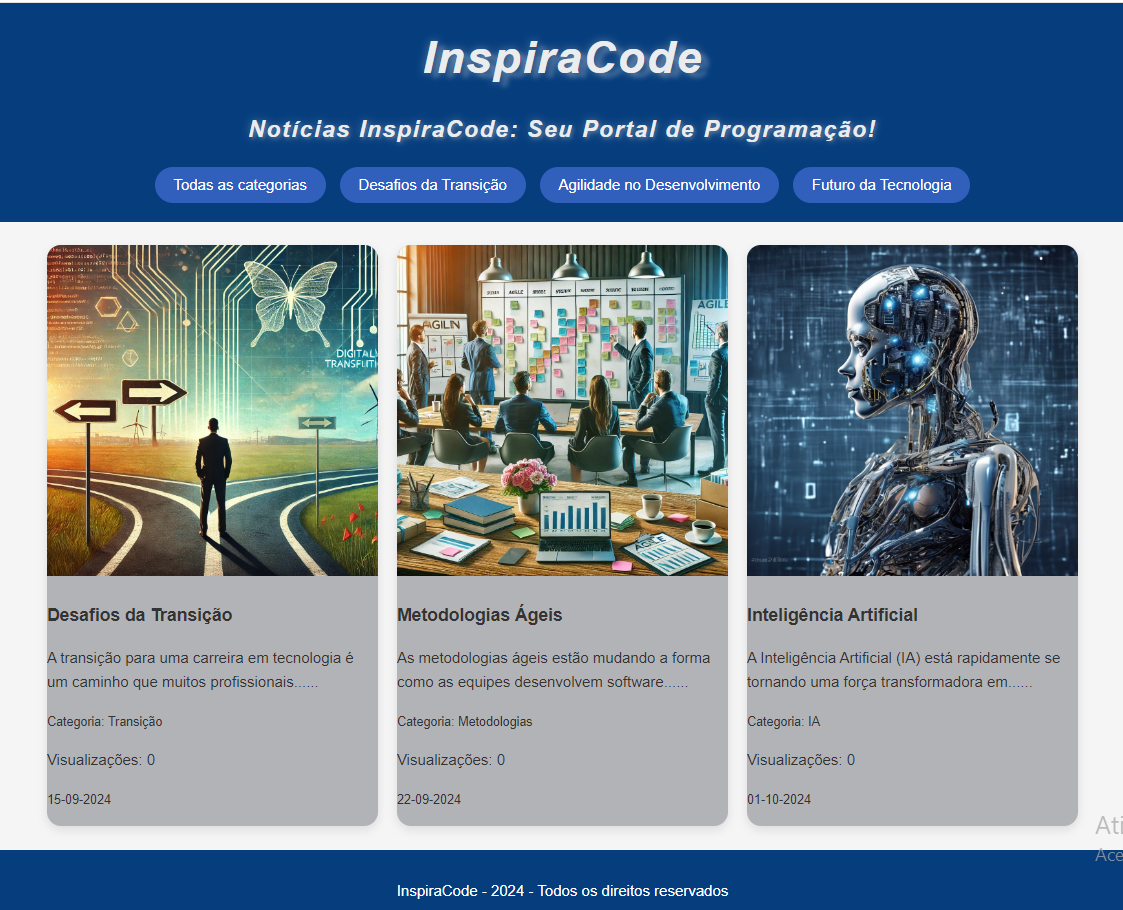 InspiraCode
Notícias InspiraCode: Seu Portal de Programação!
Todas as categorias
Desafios da Transição
Agilidade no Desenvolvimento
Futuro da Tecnologia
DIGITAL
AGILIN
AGILE
AGILE
AGILE
Desafios da Transição
A transição para uma carreira em tecnologia é
um caminho que muitos profissionais......
Categoria: Transição
Visualizações: 0
15-09-2024
Metodologias Ágeis
As metodologias ágeis estão mudando a forma
como as equipes desenvolvem software......
Categoria: Metodologias
Visualizações: 0
22-09-2024
Inteligência Artificial
A Inteligência Artificial (IA) está rapidamente se
tornando uma força transformadora em......
Categoria: IA
Visualizações: 0
01-10-2024
Ati
Ace
InspiraCode - 2024 - Todos os direitos reservados